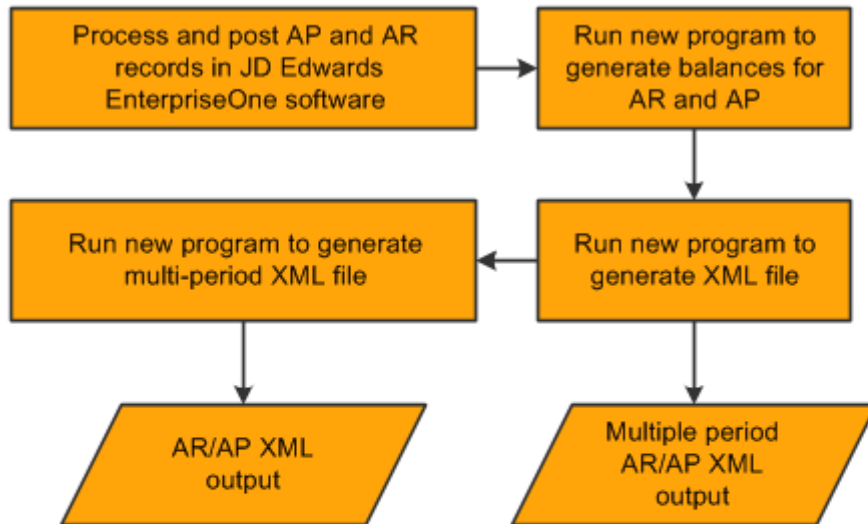 Process and post AP and AR
records in JD Edwards
EnterpriseOne software
Run new program to
generate balances for
AR and AP
Run new program to generate
multi-period XML file
Run new program to
generate XML file
AR/AP XML
output
Multiple period
AR/AP XML
output